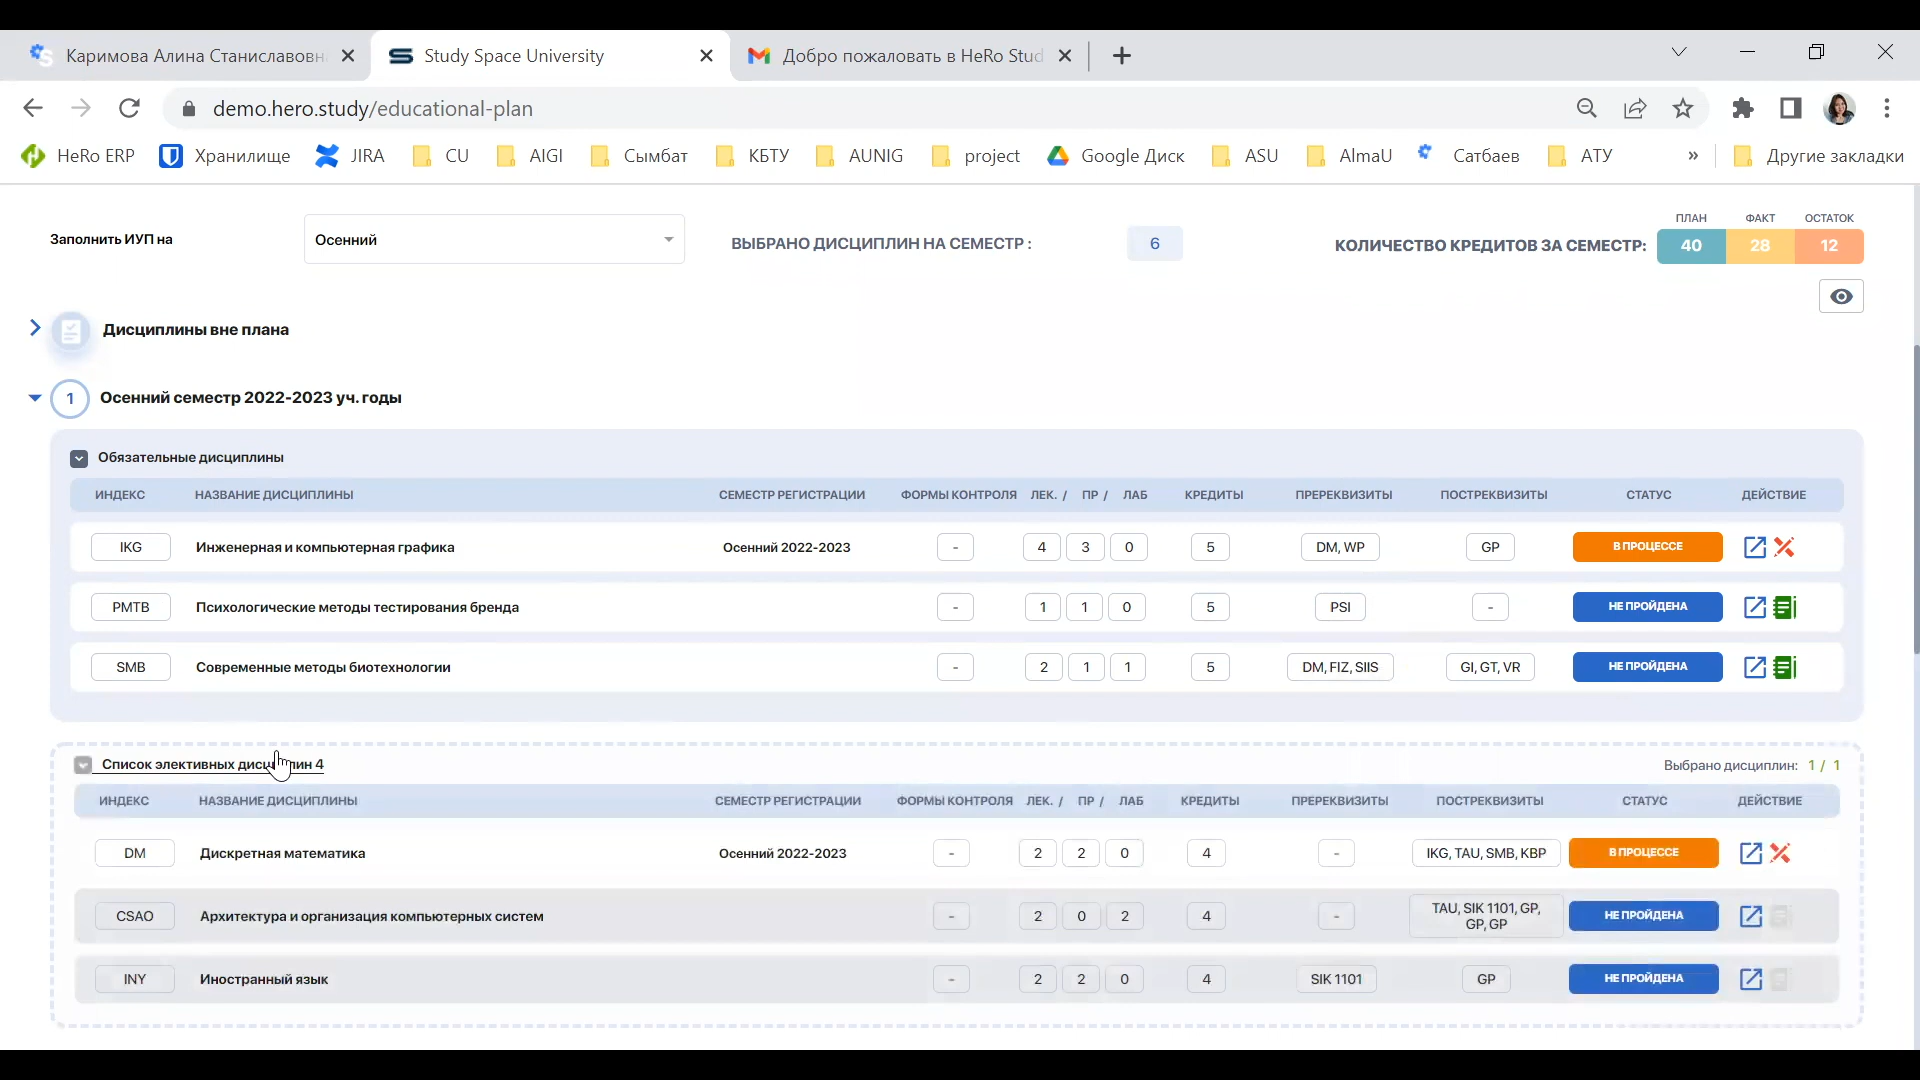 Каримова Алина Станиславовн
Study Space University
Добро пожаловать в HeRo Stud
demo.hero.study/educational-plan
HeRo ERP Хранилище JIRA CU AIGI Сымбат КБТУ AUNIG project Google Диск ASU AlmaU Сатбаев АТУ » Другие закладки
ПЛАН ФАКТ ОСТАТОК
Заполнить ИУП на Осенний ВЫБРАНО ДИСЦИПЛИН НА СЕМЕСТР : 6 КОЛИЧЕСТВО КРЕДИТОВ ЗА СЕМЕСТР: 40 28 12
Дисциплины вне плана
1 Осенний семестр 2022-2023 уч. годы
Обязательные дисциплины
ИНДЕКС НАЗВАНИЕ ДИСЦИПЛИНЫ СЕМЕСТР РЕГИСТРАЦИИ ФОРМЫ КОНТРОЛЯ ЛЕК. / ПР / ЛАБ КРЕДИТЫ ПРЕРЕКВИЗИТЫ ПОСТРЕКВИЗИТЫ СТАТУС ДЕЙСТВИЕ
IKG Инженерная и компьютерная графика Осенний 2022-2023 - 4 3 0 5 DM, WP GP В ПРОЦЕССЕ
PMTB Психологические методы тестирования бренда - 1 1 0 5 PSI - НЕ ПРОЙДЕНА
SMB Современные методы биотехнологии - 2 1 1 5 DM, FIZ, SIIS GI, GT, VR НЕ ПРОЙДЕНА
Список элективных дисциплин 4 Выбрано дисциплин: 1 / 1
ИНДЕКС НАЗВАНИЕ ДИСЦИПЛИНЫ СЕМЕСТР РЕГИСТРАЦИИ ФОРМЫ КОНТРОЛЯ ЛЕК. / ПР / ЛАБ КРЕДИТЫ ПРЕРЕКВИЗИТЫ ПОСТРЕКВИЗИТЫ СТАТУС ДЕЙСТВИЕ
DM Дискретная математика Осенний 2022-2023 - 2 2 0 4 - IKG, TAU, SMB, KBP В ПРОЦЕССЕ
CSAO Архитектура и организация компьютерных систем - 2 0 2 4 - TAU, SIK 1101, GP, GP, GP НЕ ПРОЙДЕНА
INY Иностранный язык - 2 2 0 4 SIK 1101 GP НЕ ПРОЙДЕНА